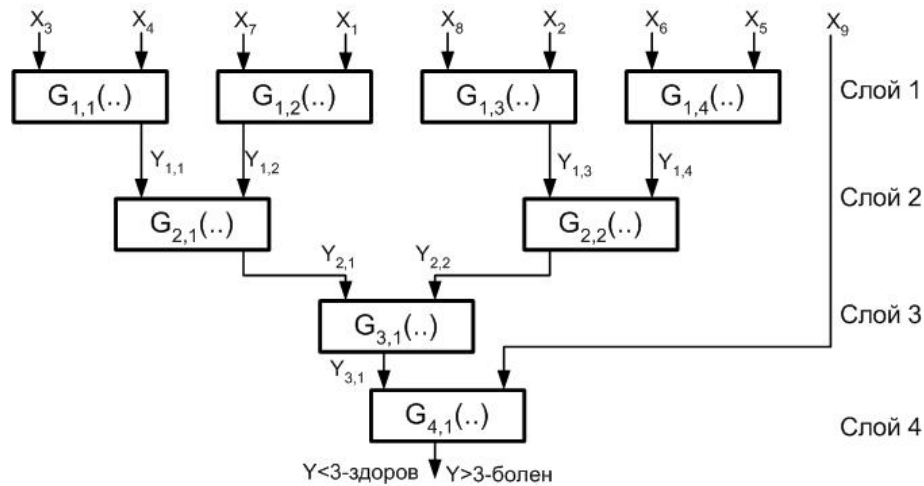 X3 X4 X7 X1 X8 X2 X6 X5 X9
G1,1(..) G1,2(..) G1,3(..) G1,4(..) Слой 1
Y1,1 Y1,2 Y1,3 Y1,4
G2,1(..) G2,2(..) Слой 2
Y2,1 Y2,2
G3,1(..) Слой 3
Y3,1
G4,1(..) Слой 4
Y<3-здоров Y>3-болен